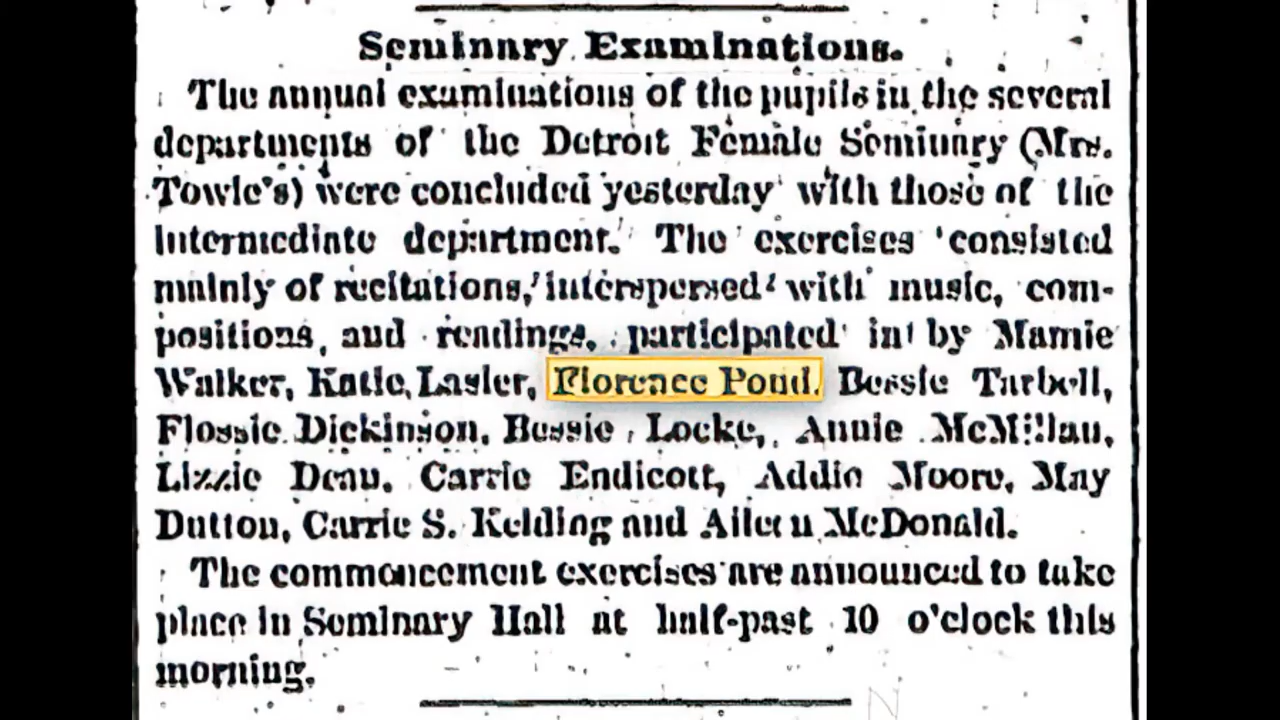 Seminary Examinations.
The annual examinations of the pupils in the several
departments of the Detroit Female Seminary (Mrs.
Towle's) were concluded yesterday with those of the
Intermediate department. The exercises consisted
mainly of recitations, interspersed with music, com-
positions, and readings, participated in by Mamie
Walker, Katie Lasier, Florence Pond, Bessie Tarbell,
Flossie Dickinson, Bessie Locke, Annie McMillan,
Lizzie Dean, Carrie Endicott, Addie Moore, May
Dutton, Carrie S. Kelding and Aileen McDonald.
The commencement exercises are announced to take
place in Seminary Hall at half-past 10 o'clock this
morning.